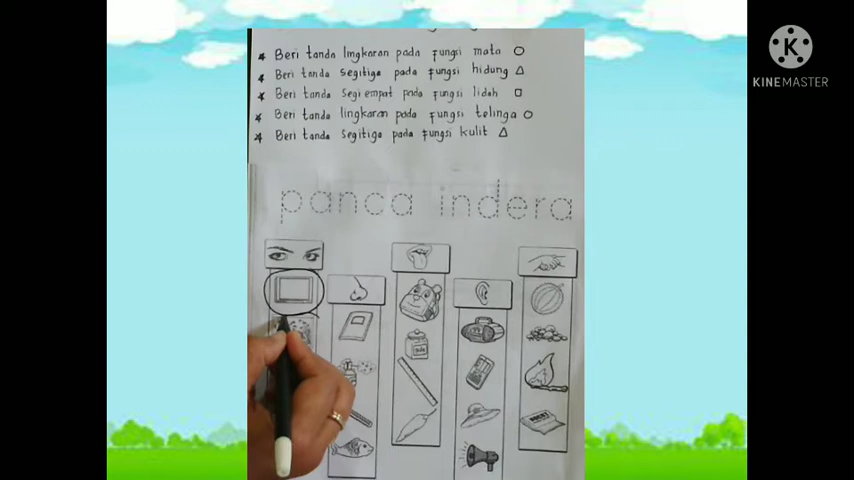 * Beri tanda lingkaran pada fungsi mata ○
* Beri tanda segitiga pada fungsi hidung △
* Beri tanda segi empat pada fungsi lidah □
* Beri tanda lingkaran pada fungsi telinga ○
* Beri tanda segitiga pada fungsi kulit △
panca indera
K
KINEMASTER